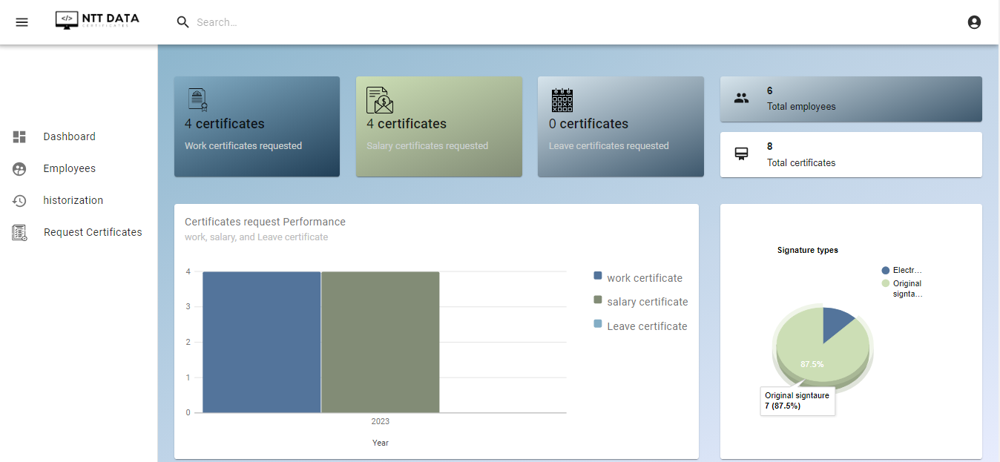 </> NTT DATA
CERTIFICATES
Search...
Dashboard
Employees
historization
Request Certificates
4 certificates
Work certificates requested
$
4 certificates
Salary certificates requested
0 certificates
Leave certificates requested
6
Total employees
8
Total certificates
Certificates request Performance
work, salary, and Leave certificate
4
3
2
1
0
2023
Year
work certificate
salary certificate
Leave certificate
Signature types
Electr...
Original
signta...
87.5%
Original signtaure
7 (87.5%)